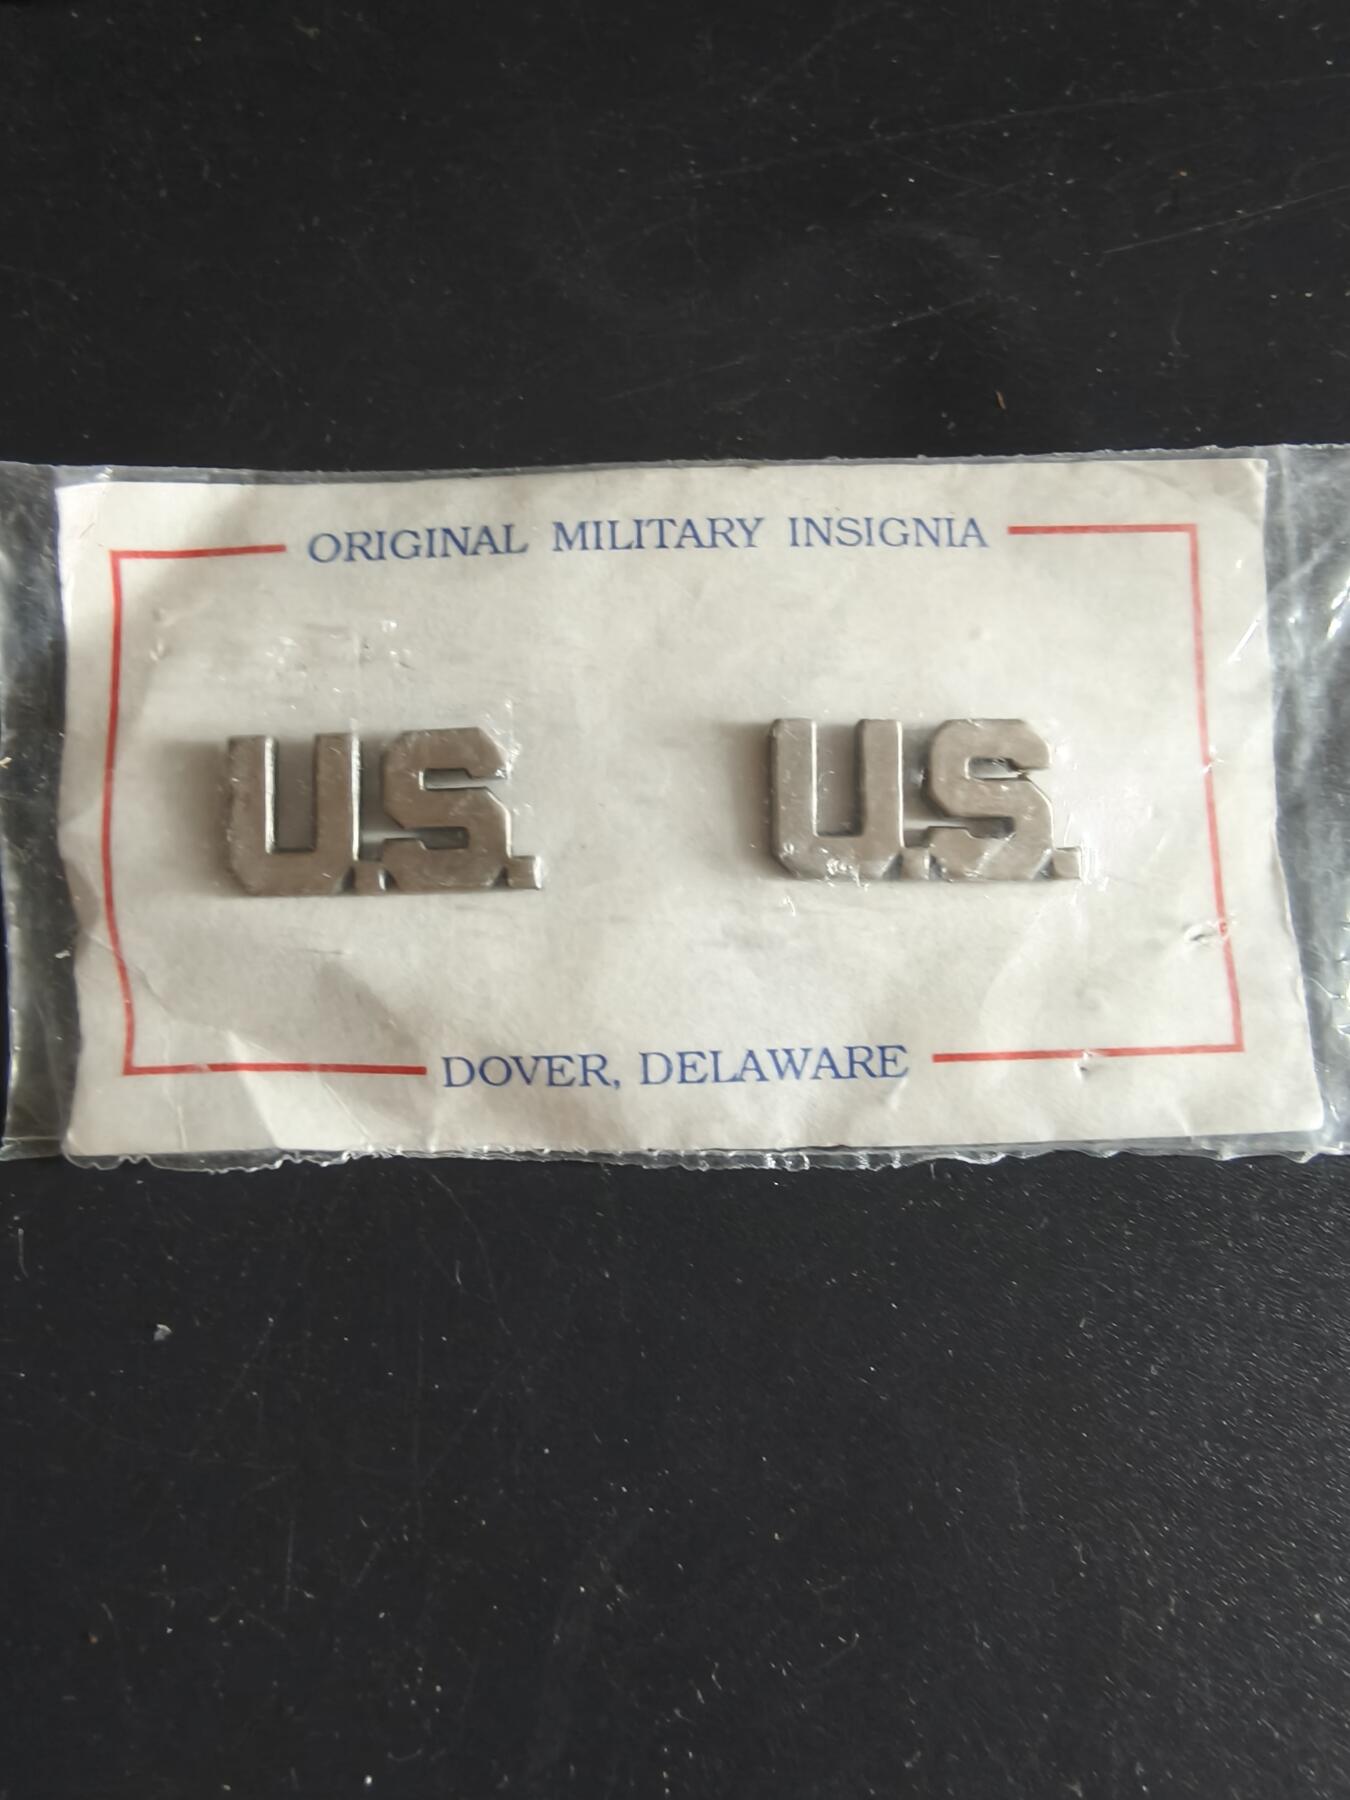 ORIGINAL MILITARY INSIGNIA
U.S. U.S.
DOVER, DELAWARE